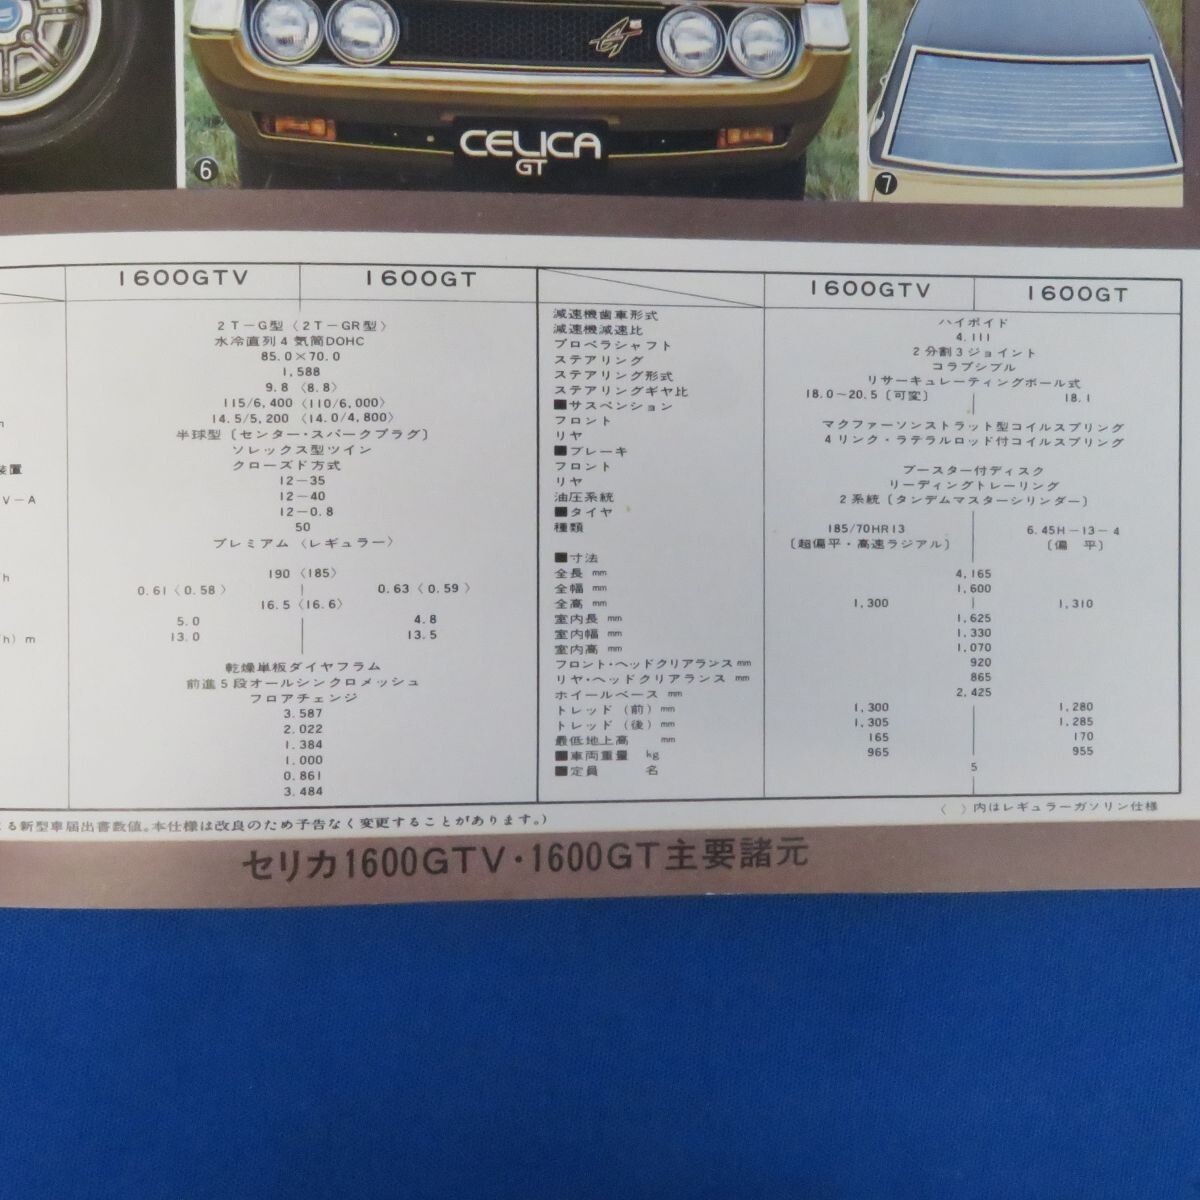 GT
CELICA
GT
6
7
1600GTV 1600GT
2T−G型〈2T−GR型〉
水冷直列4気筒DOHC
85.0×70.0
1,588
9.8〈8.8〉
115/6,400〈110/6,000〉
14.5/5,200〈14.0/4,800〉
半球型〔センター・スパークプラグ〕
ソレックス型ツイン
装置 クローズド方式
12−35
V−A 12−40
12−0.8
50
プレミアム〈レギュラー〉
/h 190〈185〉
0.61〈0.58〉 0.63〈0.59〉
16.5〈16.6〉
5.0 4.8
/h) m 13.0 13.5
乾燥単板ダイヤフラム
前進5段オールシンクロメッシュ
フロアチェンジ
3.587
2.022
1.384
1.000
0.861
3.484
1600GTV 1600GT
減速機歯車形式 ハイポイド
減速機減速比 4.111
プロペラシャフト 2分割3ジョイント
ステアリング コラプシブル
ステアリング形式 リサーキュレーティングボール式
ステアリングギヤ比 18.0〜20.5〔可変〕 18.1
■サスペンション
フロント マクファーソンストラット型コイルスプリング
リヤ 4リンク・ラテラルロッド付コイルスプリング
■ブレーキ
フロント ブースター付ディスク
リヤ リーディングトレーリング
油圧系統 2系統〔タンデムマスターシリンダー〕
■タイヤ
種類 185/70HR13 6.45H−13−4
〔超偏平・高速ラジアル〕 〔偏平〕
■寸法
全長 mm 4,165
全幅 mm 1,600
全高 mm 1,300 1,310
室内長 mm 1,625
室内幅 mm 1,330
室内高 mm 1,070
フロント・ヘッドクリアランス mm 920
リヤ・ヘッドクリアランス mm 865
ホイールベース mm 2,425
トレッド(前) mm 1,300 1,280
トレッド(後) mm 1,305 1,285
最低地上高 mm 165 170
■車両重量 kg 965 955
■定員 名 5
〈 〉内はレギュラーガソリン仕様
よる新型車届出書数値。本仕様は改良のため予告なく変更することがあります。)
セリカ1600GTV・1600GT主要諸元